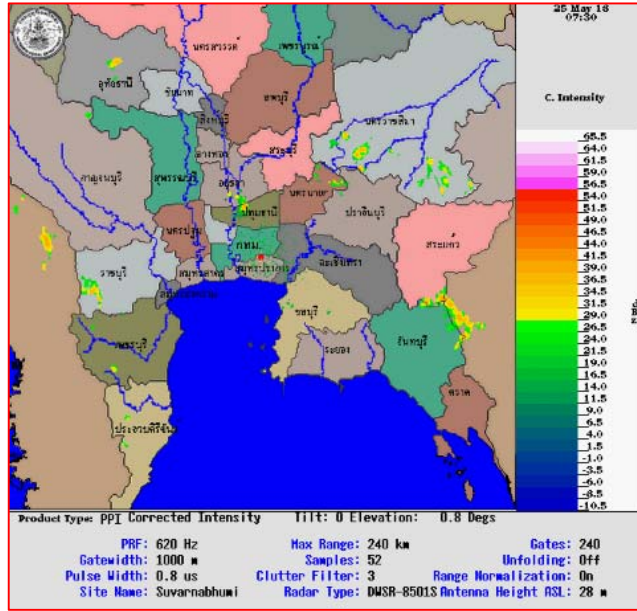 25 May 16
07:30
C. Intensity
นครสวรรค์
เพชรบูรณ์
อุทัยธานี
ชัยนาท
ลพบุรี
สิงห์บุรี
นครราชสีมา
อ่างทอง
สระบุรี
กาญจนบุรี
สุพรรณบุรี
อยุธยา
นครนายก
ปราจีนบุรี
ปทุมธานี
นครปฐม
กทม.
สระแก้ว
ฉะเชิงเทรา
ราชบุรี
สมุทรสาคร
สมุทรปราการ
ชลบุรี
เพชรบุรี
ระยอง
จันทบุรี
ตราด
ประจวบคีรีขันธ์
65.5
64.0
61.5
59.0
56.5
54.0
51.5
49.0
46.5
44.0
41.5
39.0
36.5
34.0
31.5
29.0
26.5
24.0
21.5
19.0
16.5
14.0
11.5
9.0
6.5
4.0
1.5
-1.0
-3.5
-6.0
-8.5
-10.5
Product Type: PPI Corrected Intensity Tilt: 0 Elevation: 0.8 Degs
PRF: 620 Hz Max Range: 240 km Gates: 240
Gatewidth: 1000 m Samples: 52 Unfolding: Off
Pulse Width: 0.8 us Clutter Filter: 3 Range Normalization: On
Site Name: Suvarnabhumi Radar Type: DWSR-8501S Antenna Height ASL: 28 m